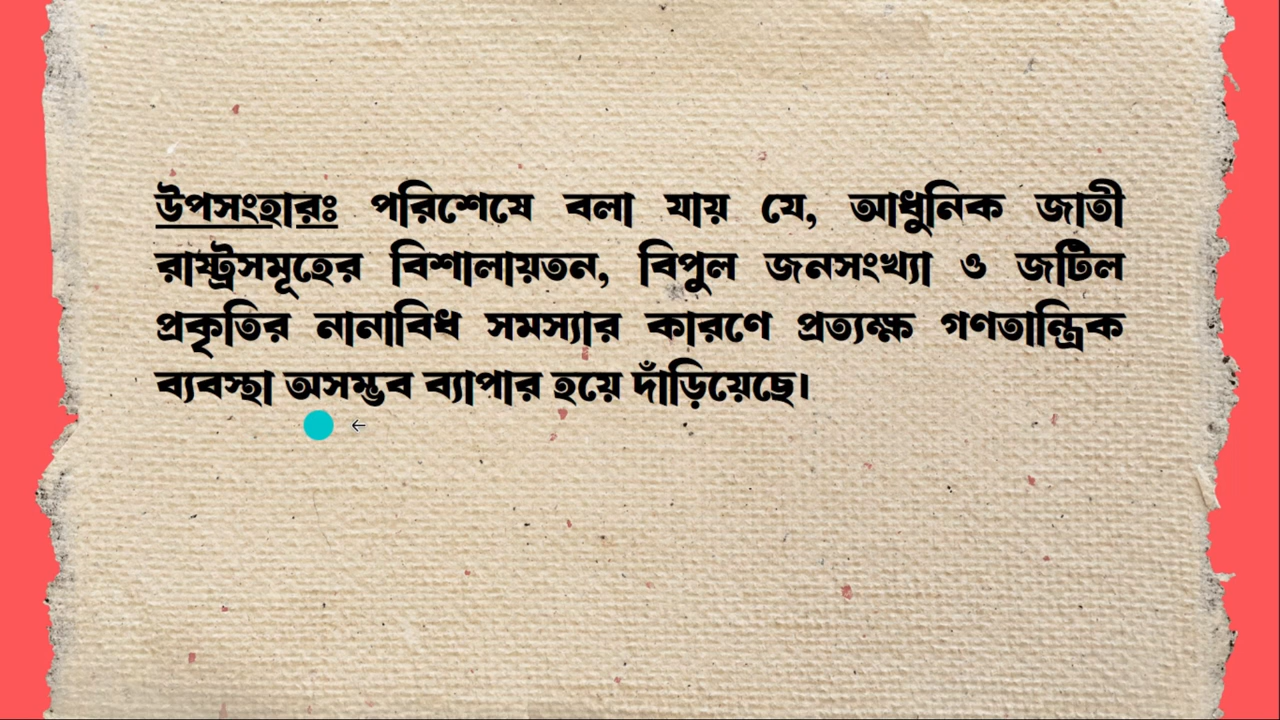 উপসংহারঃ পরিশেষে বলা যায় যে, আধুনিক জাতী
রাষ্ট্রসমূহের বিশালায়তন, বিপুল জনসংখ্যা ও জটিল
প্রকৃতির নানাবিধ সমস্যার কারণে প্রত্যক্ষ গণতান্ত্রিক
ব্যবস্থা অসম্ভব ব্যাপার হয়ে দাঁড়িয়েছে।